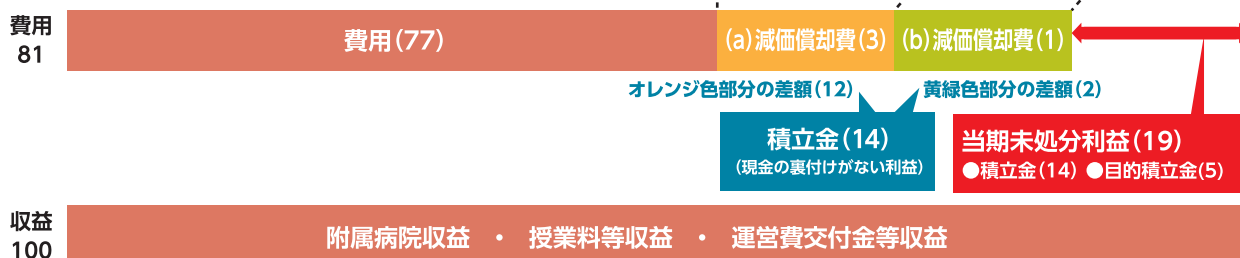 費用
81
費用(77)
(a)減価償却費(3)
(b)減価償却費(1)
オレンジ色部分の差額(12)
黄緑色部分の差額(2)
積立金(14)
(現金の裏付けがない利益)
当期未処分利益(19)
●積立金(14) ●目的積立金(5)
収益
100
附属病院収益 ・ 授業料等収益 ・ 運営費交付金等収益